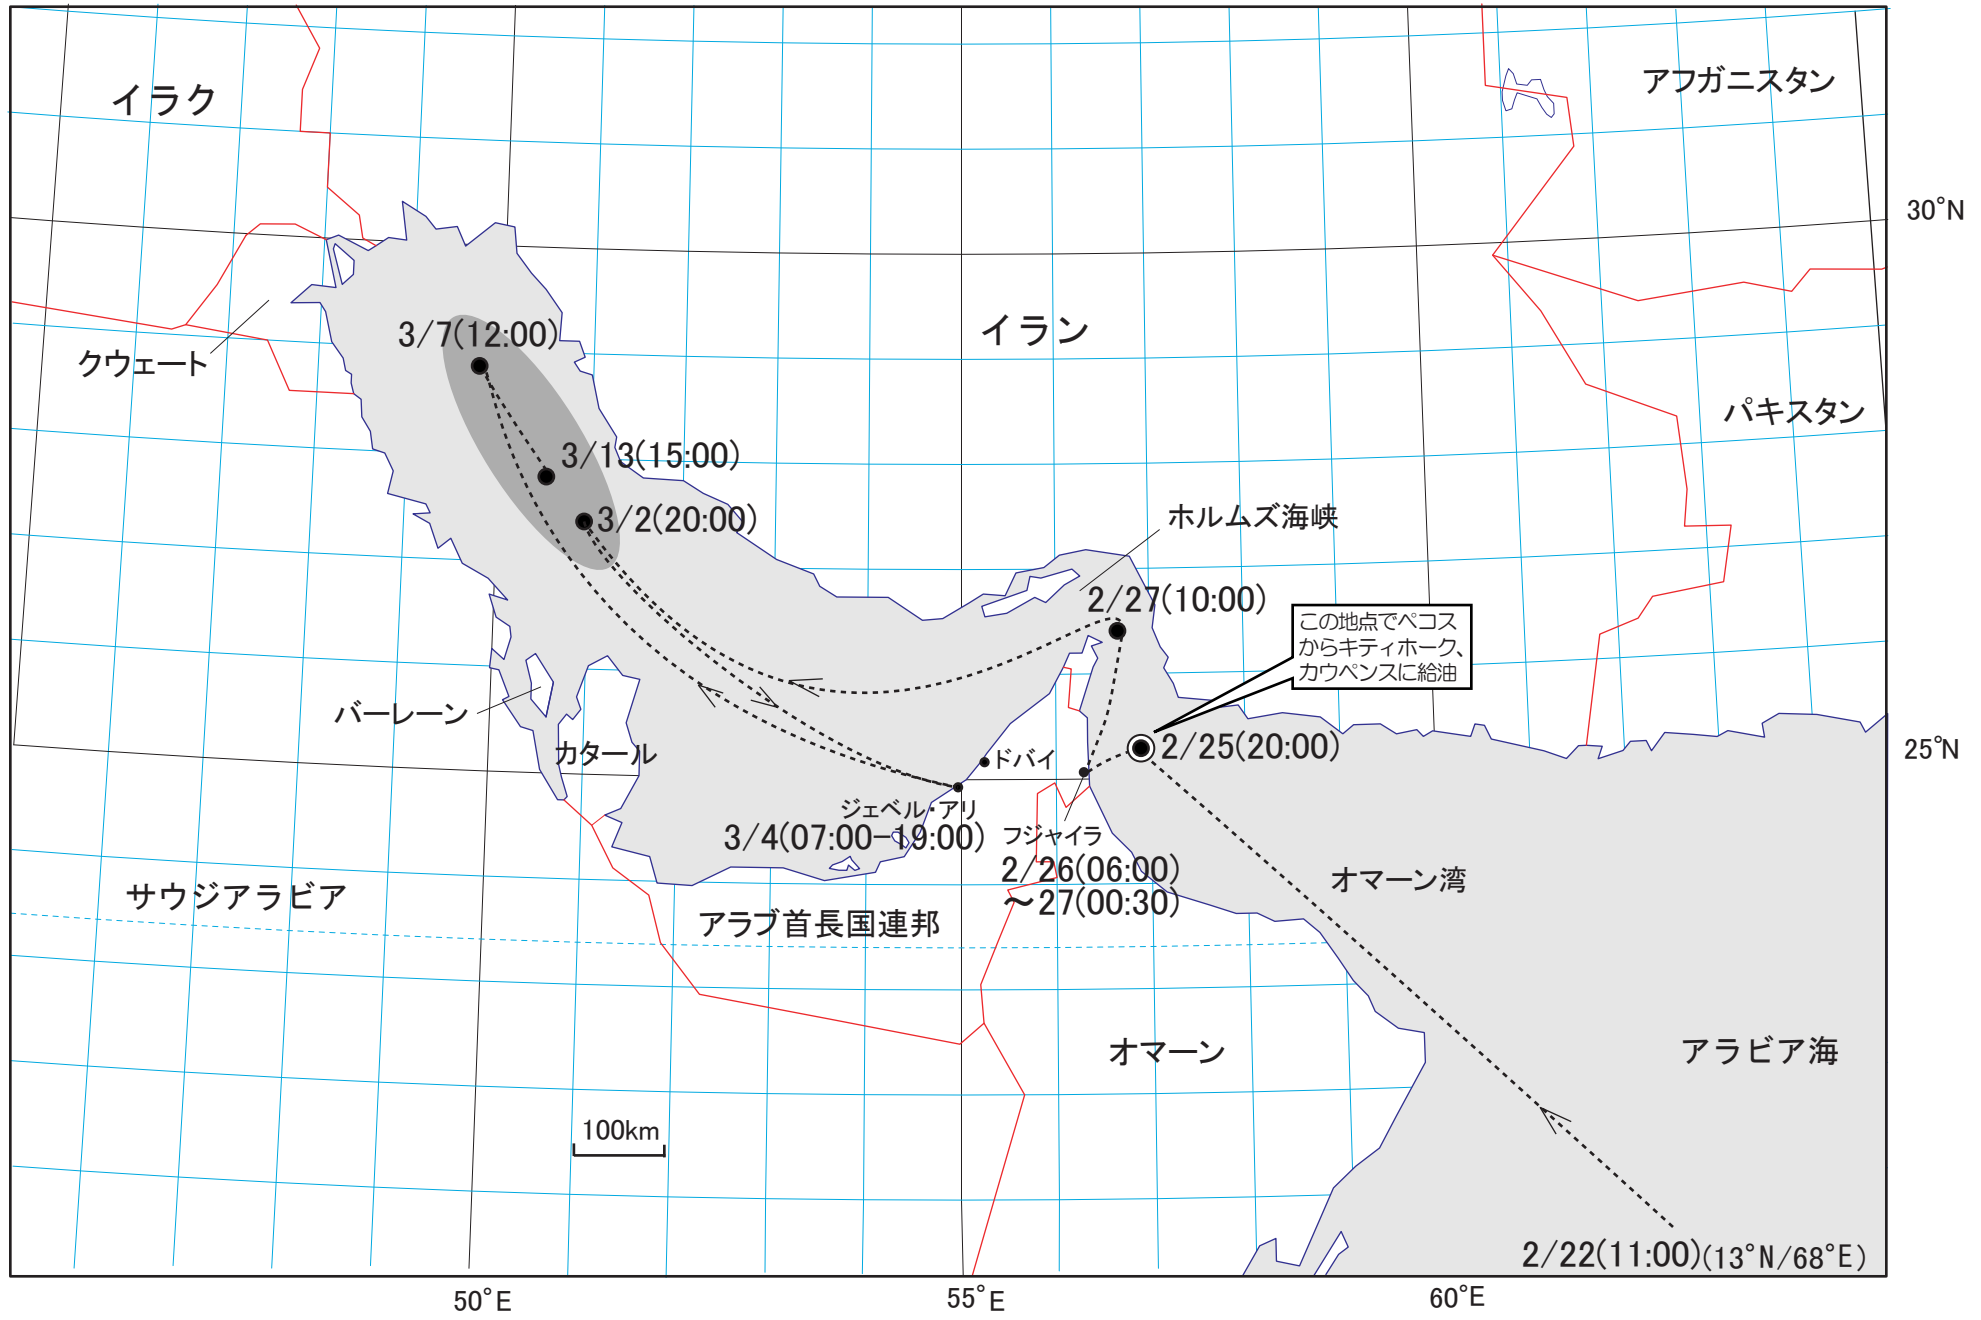 イラク
アフガニスタン
30°N
3/7(12:00)
イラン
クウェート
パキスタン
3/13(15:00)
3/2(20:00)
ホルムズ海峡
2/27(10:00)
この地点でペコス
からキティホーク、
カウペンスに給油
バーレーン
カタール
ドバイ
2/25(20:00)
25°N
ジェベル・アリ
3/4(07:00-19:00)
フジャイラ
2/26(06:00)
～27(00:30)
オマーン湾
サウジアラビア
アラブ首長国連邦
オマーン
アラビア海
100km
2/22(11:00)(13°N/68°E)
50°E
55°E
60°E